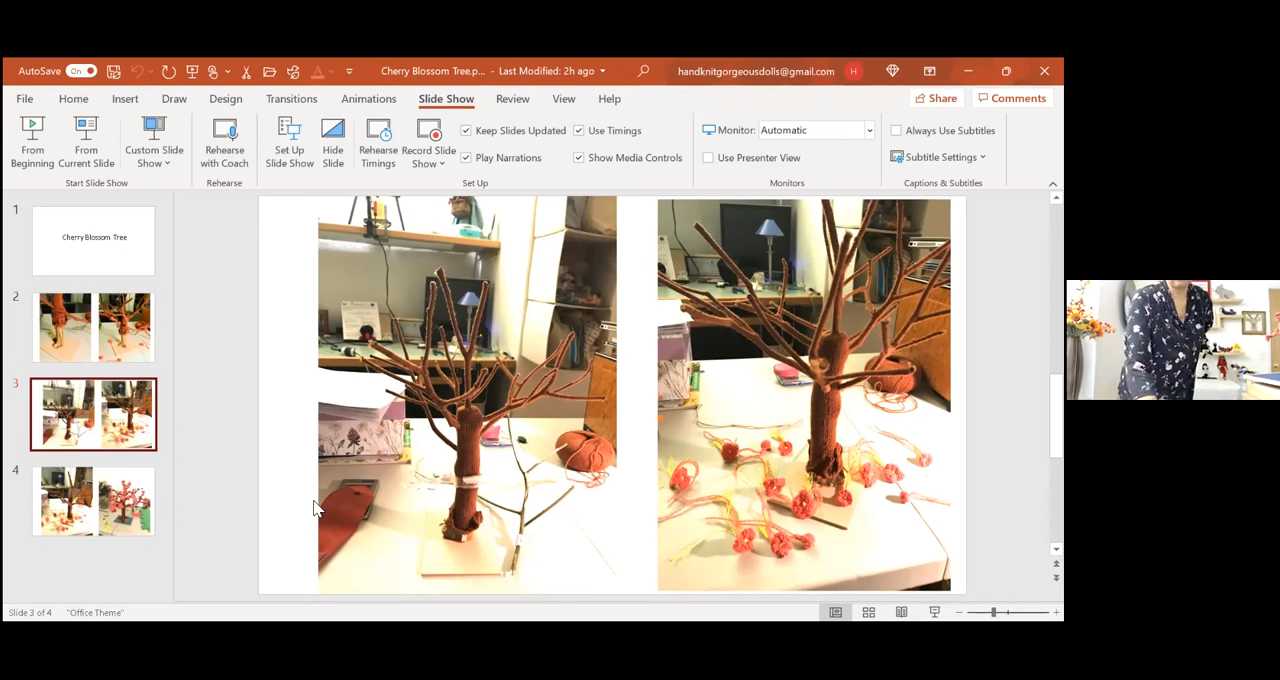 AutoSave On Cherry Blossom Tree.p... - Last Modified: 2h ago handknitgorgeousdolls@gmail.com H
File Home Insert Draw Design Transitions Animations Slide Show Review View Help Share Comments
From Beginning
From Current Slide
Custom Slide Show
Start Slide Show
Rehearse with Coach
Rehearse
Set Up Slide Show
Hide Slide
Rehearse Timings
Record Slide Show
Keep Slides Updated
Play Narrations
Use Timings
Show Media Controls
Set Up
Monitor: Automatic
Use Presenter View
Monitors
Always Use Subtitles
Subtitle Settings
Captions & Subtitles
1
Cherry Blossom Tree
2
3
4
Slide 3 of 4 "Office Theme"